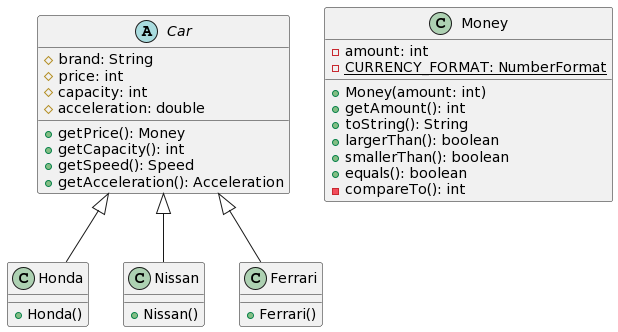 A Car
brand: String
price: int
capacity: int
acceleration: double
getPrice(): Money
getCapacity(): int
getSpeed(): Speed
getAcceleration(): Acceleration
C Money
amount: int
CURRENCY_FORMAT: NumberFormat
Money(amount: int)
getAmount(): int
toString(): String
largerThan(): boolean
smallerThan(): boolean
equals(): boolean
compareTo(): int
C Honda
Honda()
C Nissan
Nissan()
C Ferrari
Ferrari()